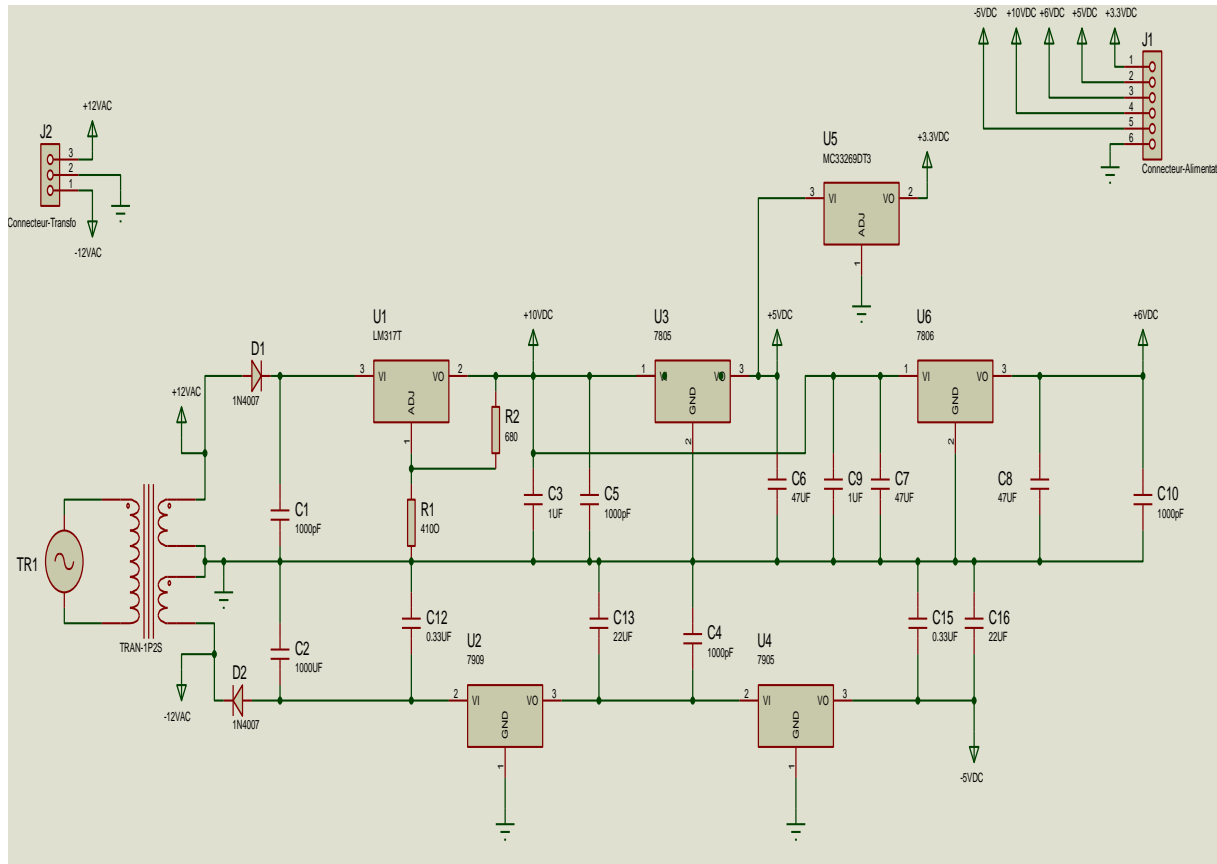 -5VDC +10VDC +6VDC +5VDC +3.3VDC
J1
1
2
3
4
5
6
Connecteur-Alimentat
+12VAC
J2
3
2
1
Connecteur-Transfo
-12VAC
U5
MC33269DT3
+3.3VDC
3 VI VO 2
ADJ
1
+10VDC
+5VDC
+6VDC
U1
LM317T
U3
7805
U6
7806
D1
1N4007
3 VI VO 2
ADJ
1
1 VI VO 3
GND
2
1 VI VO 3
GND
+12VAC
R2
680
C1
1000pF
R1
410O
C3
1UF
C5
1000pF
C6
47UF
C9
1UF
C7
47UF
C8
47UF
C10
1000pF
TR1
TRAN-1P2S
C2
1000UF
C12
0.33UF
C13
22UF
C4
1000pF
C15
0.33UF
C16
22UF
U2
7909
U4
7905
D2
1N4007
-12VAC
2 VI VO 3
GND
1
2 VI VO 3
GND
1
-5VDC